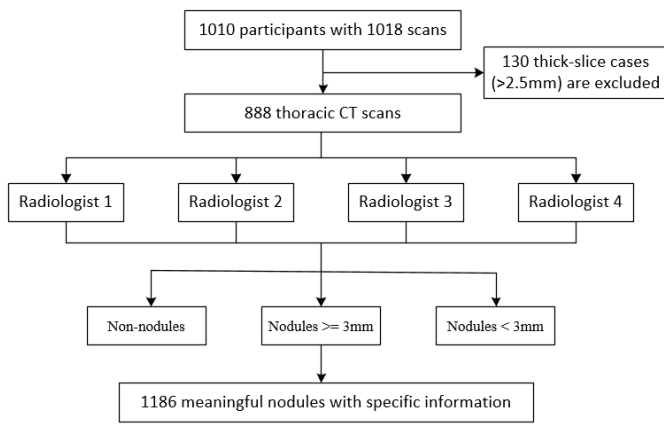 1010 participants with 1018 scans
130 thick-slice cases
(>2.5mm) are excluded
888 thoracic CT scans
Radiologist 1
Radiologist 2
Radiologist 3
Radiologist 4
Non-nodules
Nodules >= 3mm
Nodules < 3mm
1186 meaningful nodules with specific information